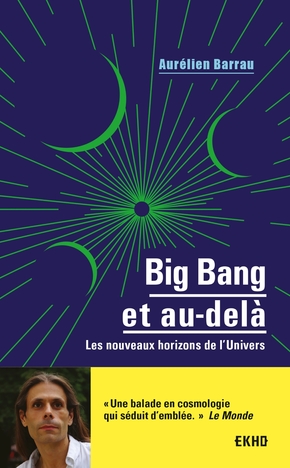 Aurélien Barrau
Big Bang
et au-delà
Les nouveaux horizons de l'Univers
« Une balade en cosmologie
qui séduit d'emblée. » Le Monde
EKHO